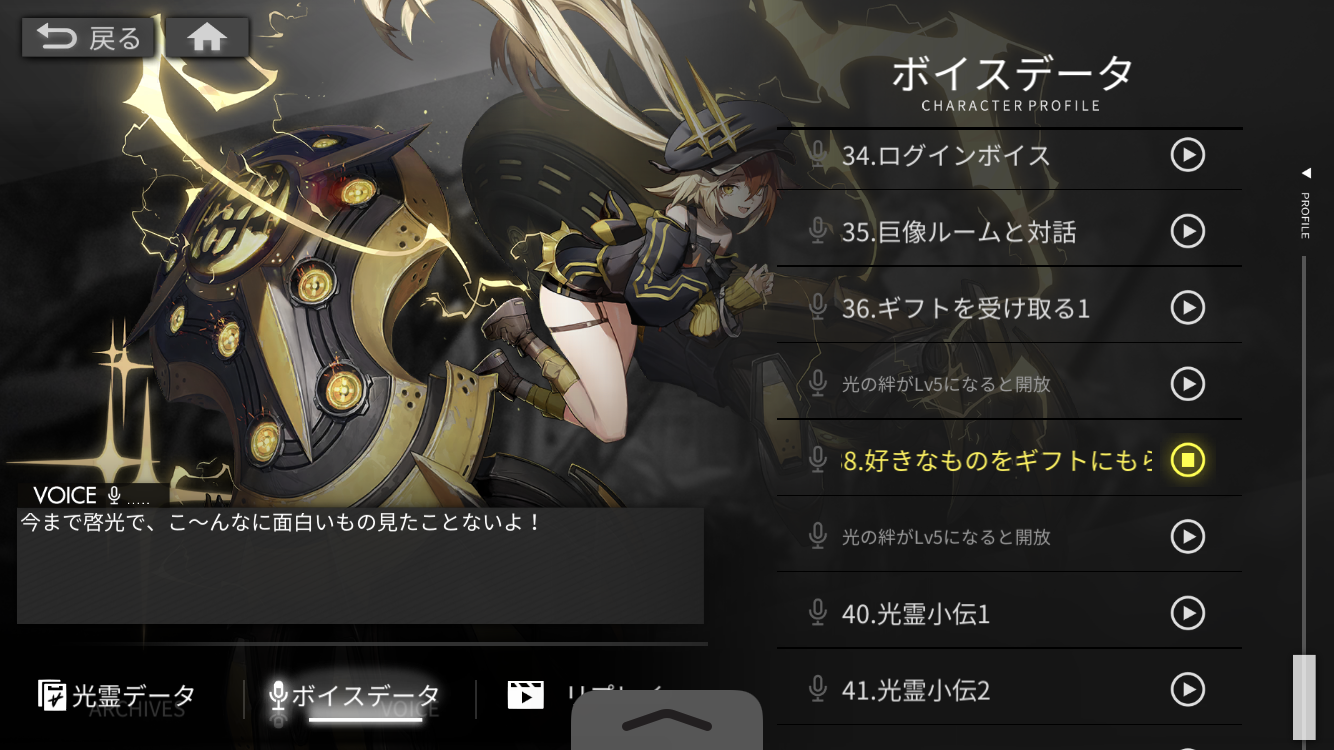 戻る
ボイスデータ
CHARACTER PROFILE
34.ログインボイス
35.巨像ルームと対話
36.ギフトを受け取る1
光の絆がLv5になると開放
8.好きなものをギフトにもら
光の絆がLv5になると開放
40.光霊小伝1
41.光霊小伝2
PROFILE
VOICE .....
今まで啓光で、こ～んなに面白いもの見たことないよ！
光霊データ
ARCHIVES
ボイスデータ
VOICE
リプレイ